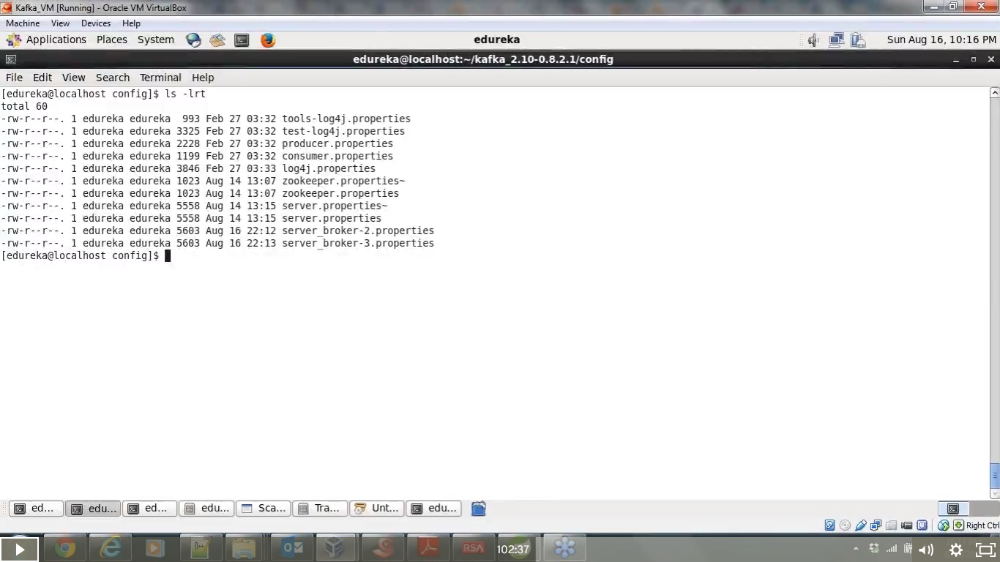 Kafka_VM [Running] - Oracle VM VirtualBox
Machine View Devices Help
Applications Places System edureka Sun Aug 16, 10:16 PM
edureka@localhost:~/kafka_2.10-0.8.2.1/config
File Edit View Search Terminal Help
[edureka@localhost config]$ ls -lrt
total 60
-rw-r--r--. 1 edureka edureka  993 Feb 27 03:32 tools-log4j.properties
-rw-r--r--. 1 edureka edureka 3325 Feb 27 03:32 test-log4j.properties
-rw-r--r--. 1 edureka edureka 2228 Feb 27 03:32 producer.properties
-rw-r--r--. 1 edureka edureka 1199 Feb 27 03:32 consumer.properties
-rw-r--r--. 1 edureka edureka 3846 Feb 27 03:33 log4j.properties
-rw-r--r--. 1 edureka edureka 1023 Aug 14 13:07 zookeeper.properties~
-rw-r--r--. 1 edureka edureka 1023 Aug 14 13:07 zookeeper.properties
-rw-r--r--. 1 edureka edureka 5558 Aug 14 13:15 server.properties~
-rw-r--r--. 1 edureka edureka 5558 Aug 14 13:15 server.properties
-rw-r--r--. 1 edureka edureka 5603 Aug 16 22:12 server_broker-2.properties
-rw-r--r--. 1 edureka edureka 5603 Aug 16 22:13 server_broker-3.properties
[edureka@localhost config]$
ed... edu... ed... edu... Sca... Tra... Unt... edu...
Right Ctrl
RSA 102:37